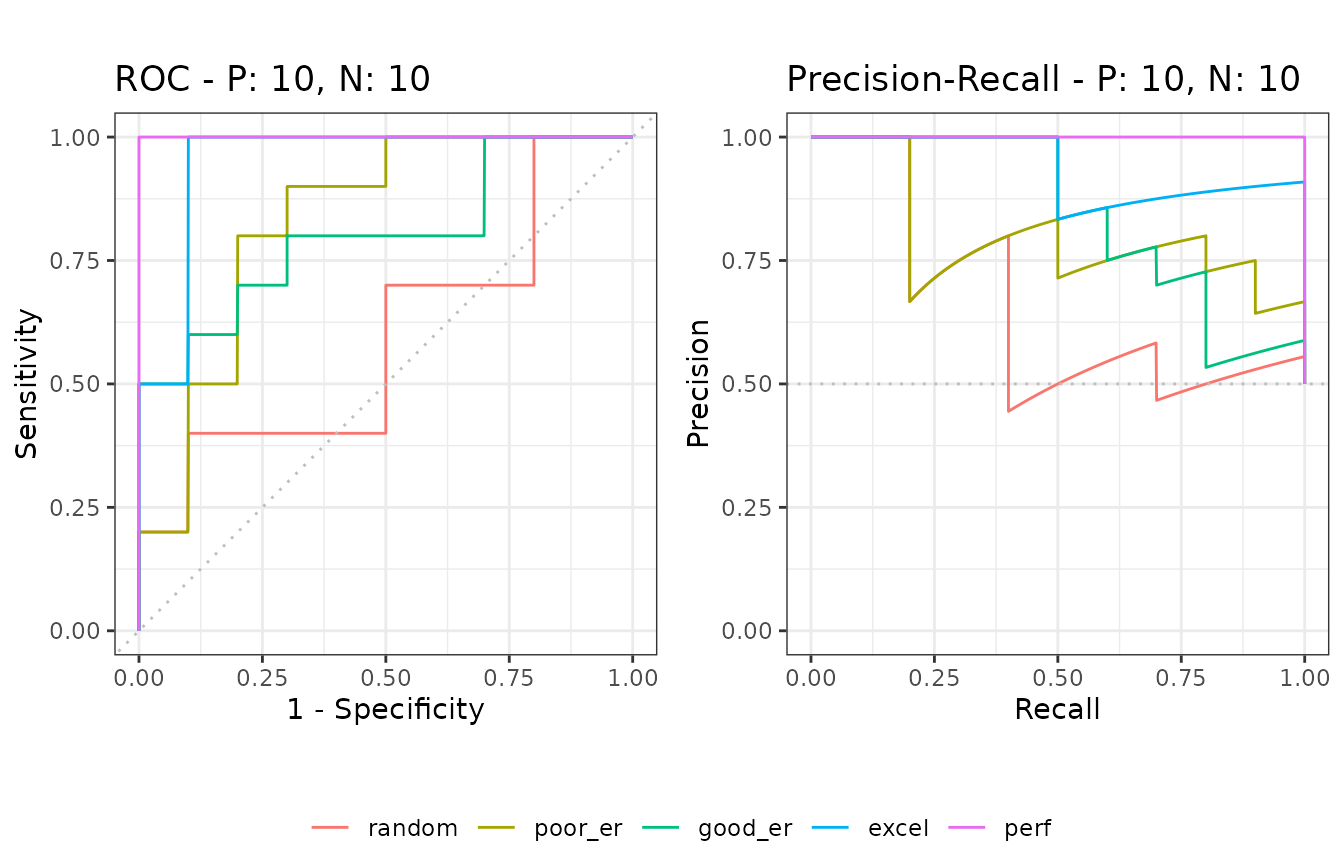 ROC - P: 10, N: 10
Sensitivity
1.00
0.75
0.50
0.25
0.00
0.00 0.25 0.50 0.75 1.00
1 - Specificity
Precision-Recall - P: 10, N: 10
Precision
1.00
0.75
0.50
0.25
0.00
0.00 0.25 0.50 0.75 1.00
Recall
random poor_er good_er excel perf